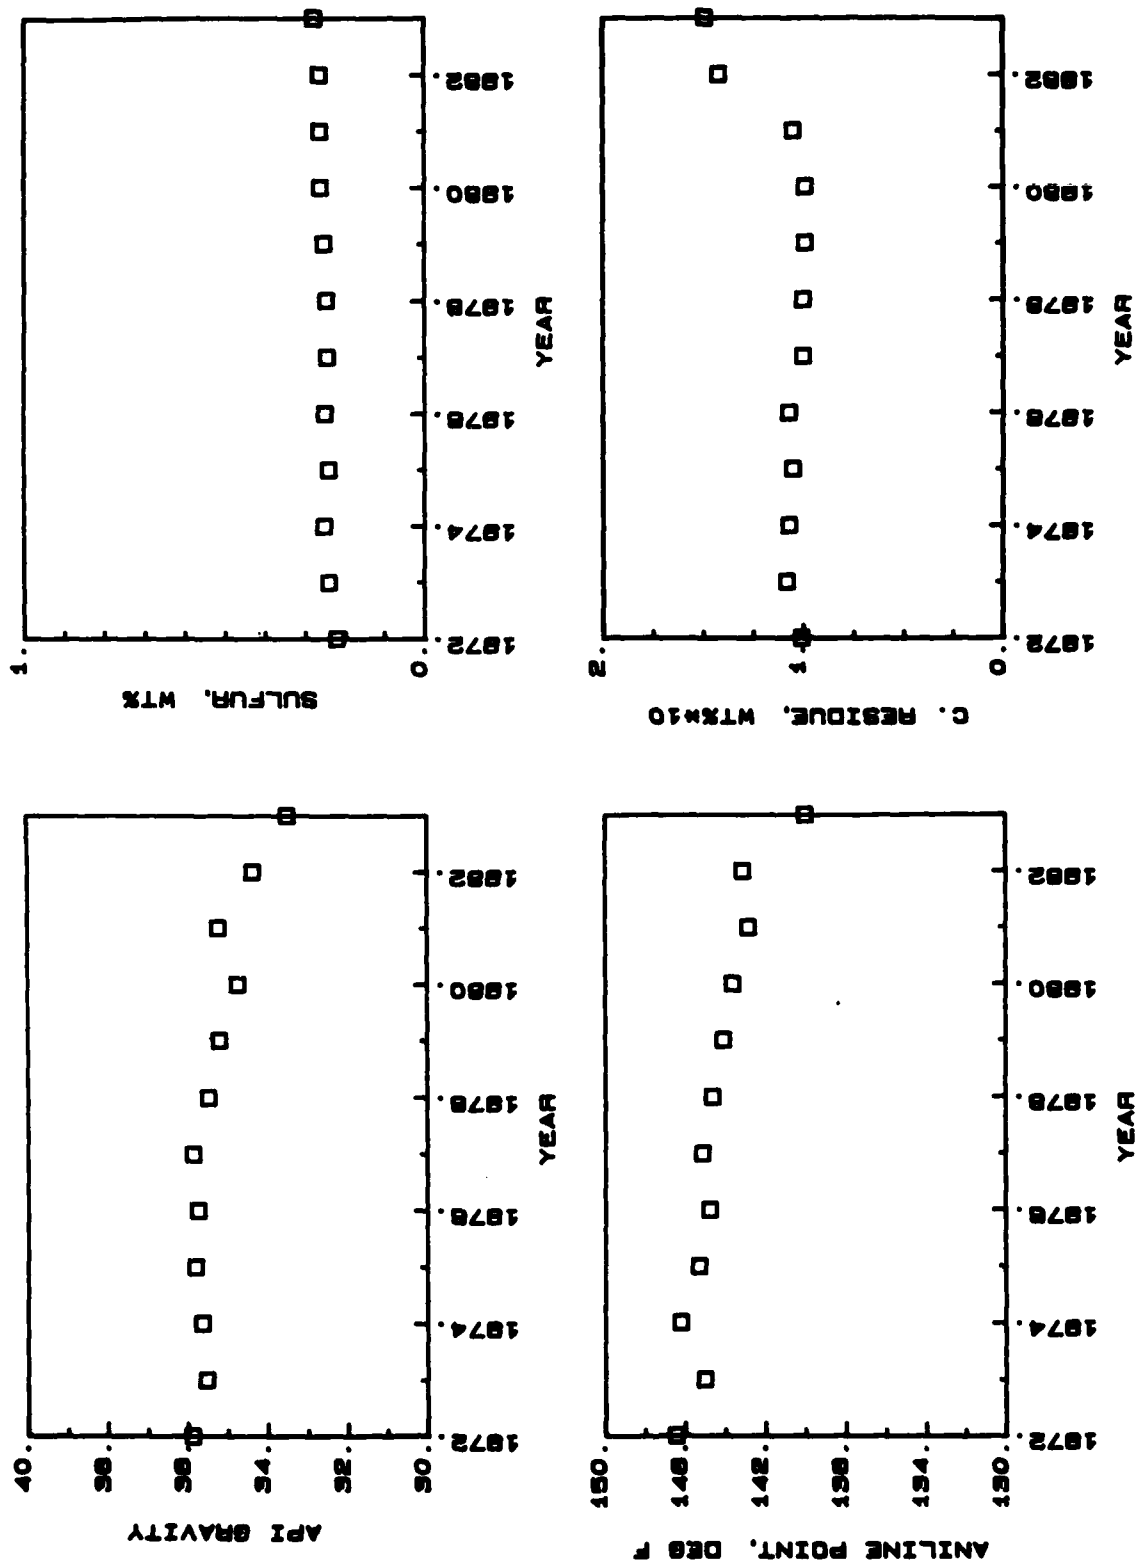 SULFUR, WT%
1.
0.
1972. 1974. 1976. 1978. 1980. 1982.
YEAR
C. RESIDUE, WT%*10
2.
1.
0.
1972. 1974. 1976. 1978. 1980. 1982.
YEAR
API GRAVITY
40.
38.
36.
34.
32.
30.
1972. 1974. 1976. 1978. 1980. 1982.
YEAR
ANILINE POINT, DEG F
150.
146.
142.
138.
134.
130.
1972. 1974. 1976. 1978. 1980. 1982.
YEAR